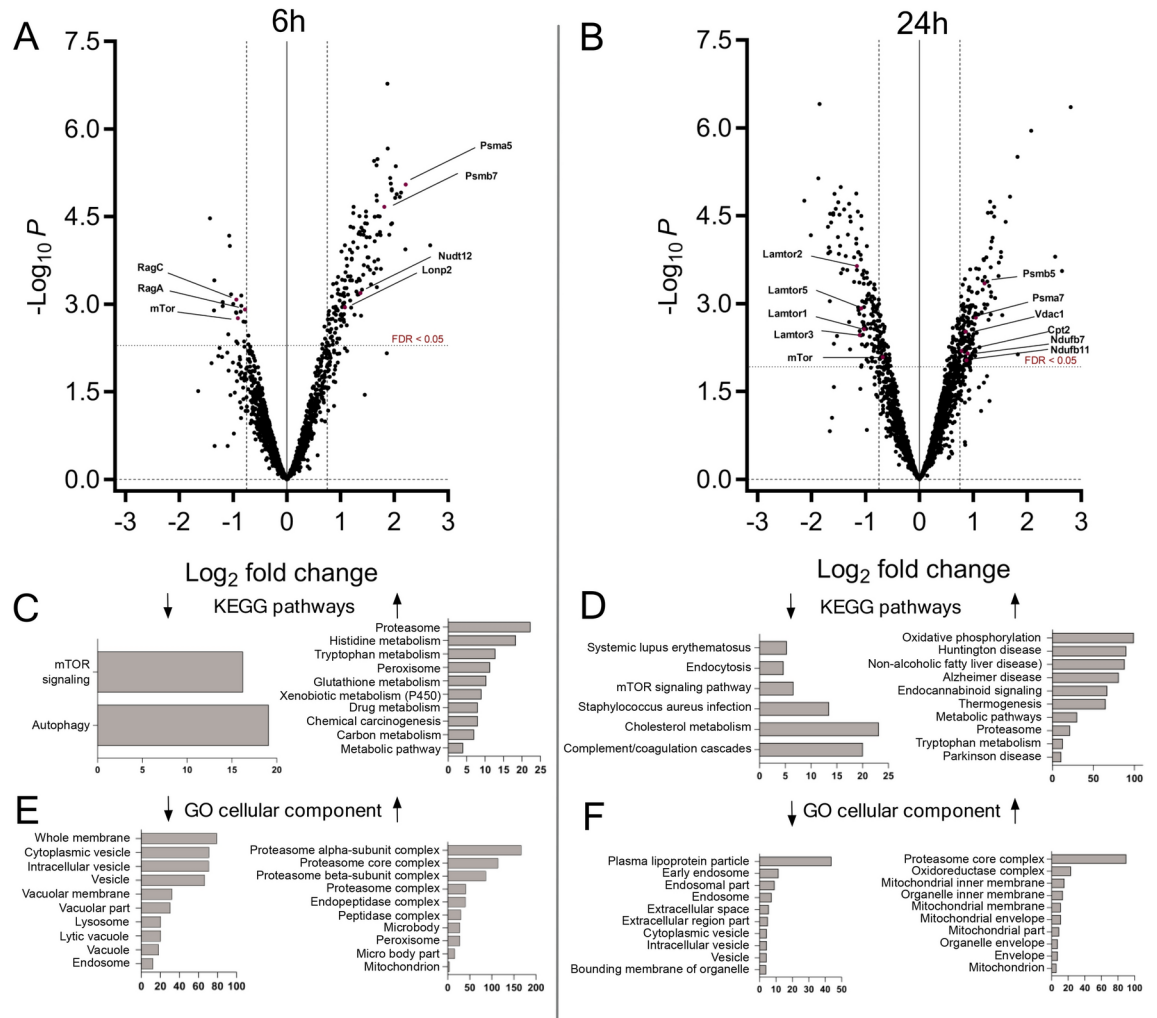 A
6h
7.5
6.0
4.5
3.0
1.5
0.0
-Log10 P
Psma5
Psmb7
Nudt12
Lonp2
RagC
RagA
mTor
FDR < 0.05
-3 -2 -1 0 1 2 3
Log2 fold change
B
24h
7.5
6.0
4.5
3.0
1.5
0.0
-Log10 P
Lamtor2
Lamtor5
Lamtor1
Lamtor3
mTor
Psmb5
Psma7
Vdac1
Cpt2
Ndufb7
Ndufb11
FDR < 0.05
-3 -2 -1 0 1 2 3
Log2 fold change
C
↓ KEGG pathways ↑
mTOR
signaling
Autophagy
0 5 10 15 20
Proteasome
Histidine metabolism
Tryptophan metabolism
Peroxisome
Glutathione metabolism
Xenobiotic metabolism (P450)
Drug metabolism
Chemical carcinogenesis
Carbon metabolism
Metabolic pathway
0 5 10 15 20 25
D
↓ KEGG pathways ↑
Systemic lupus erythematosus
Endocytosis
mTOR signaling pathway
Staphylococcus aureus infection
Cholesterol metabolism
Complement/coagulation cascades
0 5 10 15 20 25
Oxidative phosphorylation
Huntington disease
Non-alcoholic fatty liver disease)
Alzheimer disease
Endocannabinoid signaling
Thermogenesis
Metabolic pathways
Proteasome
Tryptophan metabolism
Parkinson disease
0 50 100
E
↓ GO cellular component ↑
Whole membrane
Cytoplasmic vesicle
Intracellular vesicle
Vesicle
Vacuolar membrane
Vacuolar part
Lysosome
Lytic vacuole
Vacuole
Endosome
0 20 40 60 80 100
Proteasome alpha-subunit complex
Proteasome core complex
Proteasome beta-subunit complex
Proteasome complex
Endopeptidase complex
Peptidase complex
Microbody
Peroxisome
Micro body part
Mitochondrion
0 50 100 150 200
F
↓ GO cellular component ↑
Plasma lipoprotein particle
Early endosome
Endosomal part
Endosome
Extracellular space
Extracellular region part
Cytoplasmic vesicle
Intracellular vesicle
Vesicle
Bounding membrane of organelle
0 10 20 30 40 50
Proteasome core complex
Oxidoreductase complex
Mitochondrial inner membrane
Organelle inner membrane
Mitochondrial membrane
Mitochondrial envelope
Mitochondrial part
Organelle envelope
Envelope
Mitochondrion
0 20 40 60 80 100